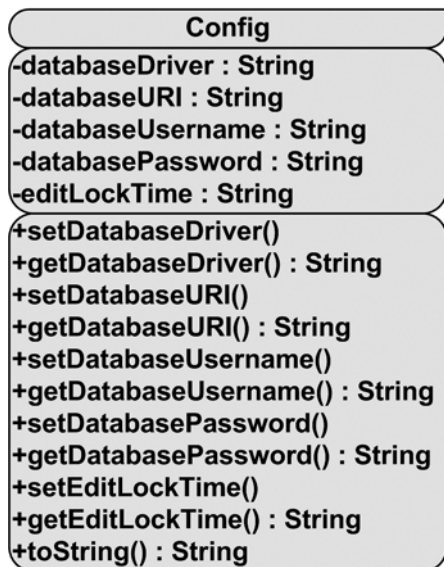 Config
-databaseDriver : String
-databaseURI : String
-databaseUsername : String
-databasePassword : String
-editLockTime : String
+setDatabaseDriver()
+getDatabaseDriver() : String
+setDatabaseURI()
+getDatabaseURI() : String
+setDatabaseUsername()
+getDatabaseUsername() : String
+setDatabasePassword()
+getDatabasePassword() : String
+setEditLockTime()
+getEditLockTime() : String
+toString() : String